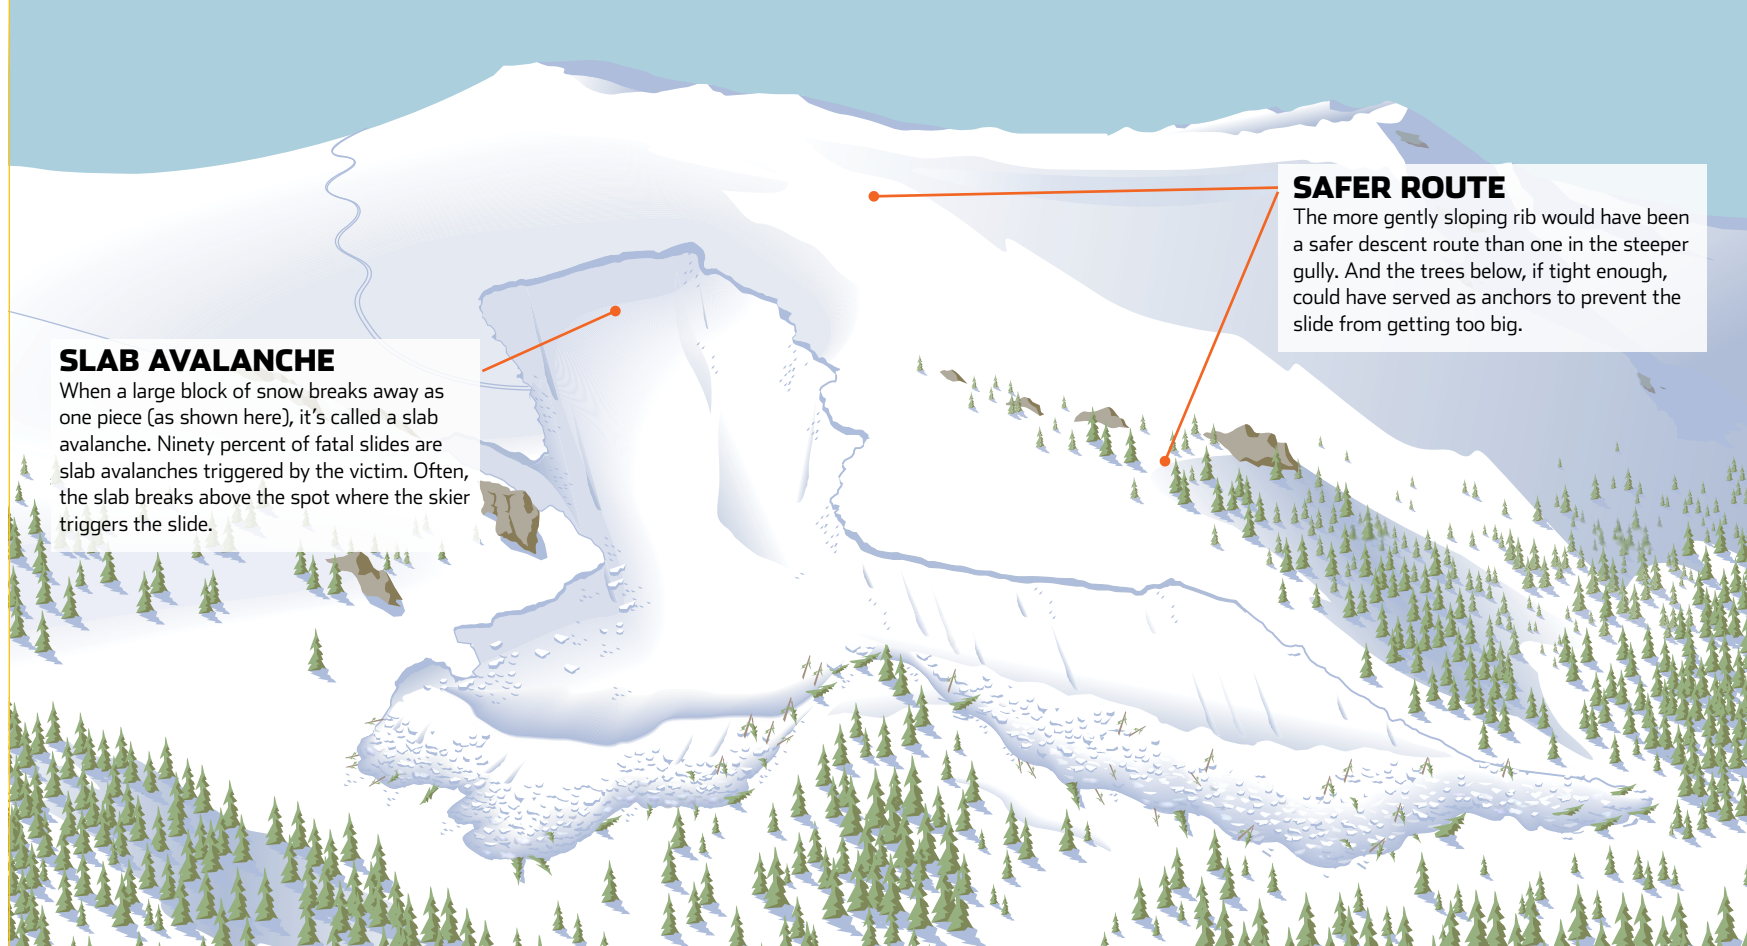 SAFER ROUTE
The more gently sloping rib would have been
a safer descent route than one in the steeper
gully. And the trees below, if tight enough,
could have served as anchors to prevent the
slide from getting too big.
SLAB AVALANCHE
When a large block of snow breaks away as
one piece (as shown here), it’s called a slab
avalanche. Ninety percent of fatal slides are
slab avalanches triggered by the victim. Often,
the slab breaks above the spot where the skier
triggers the slide.